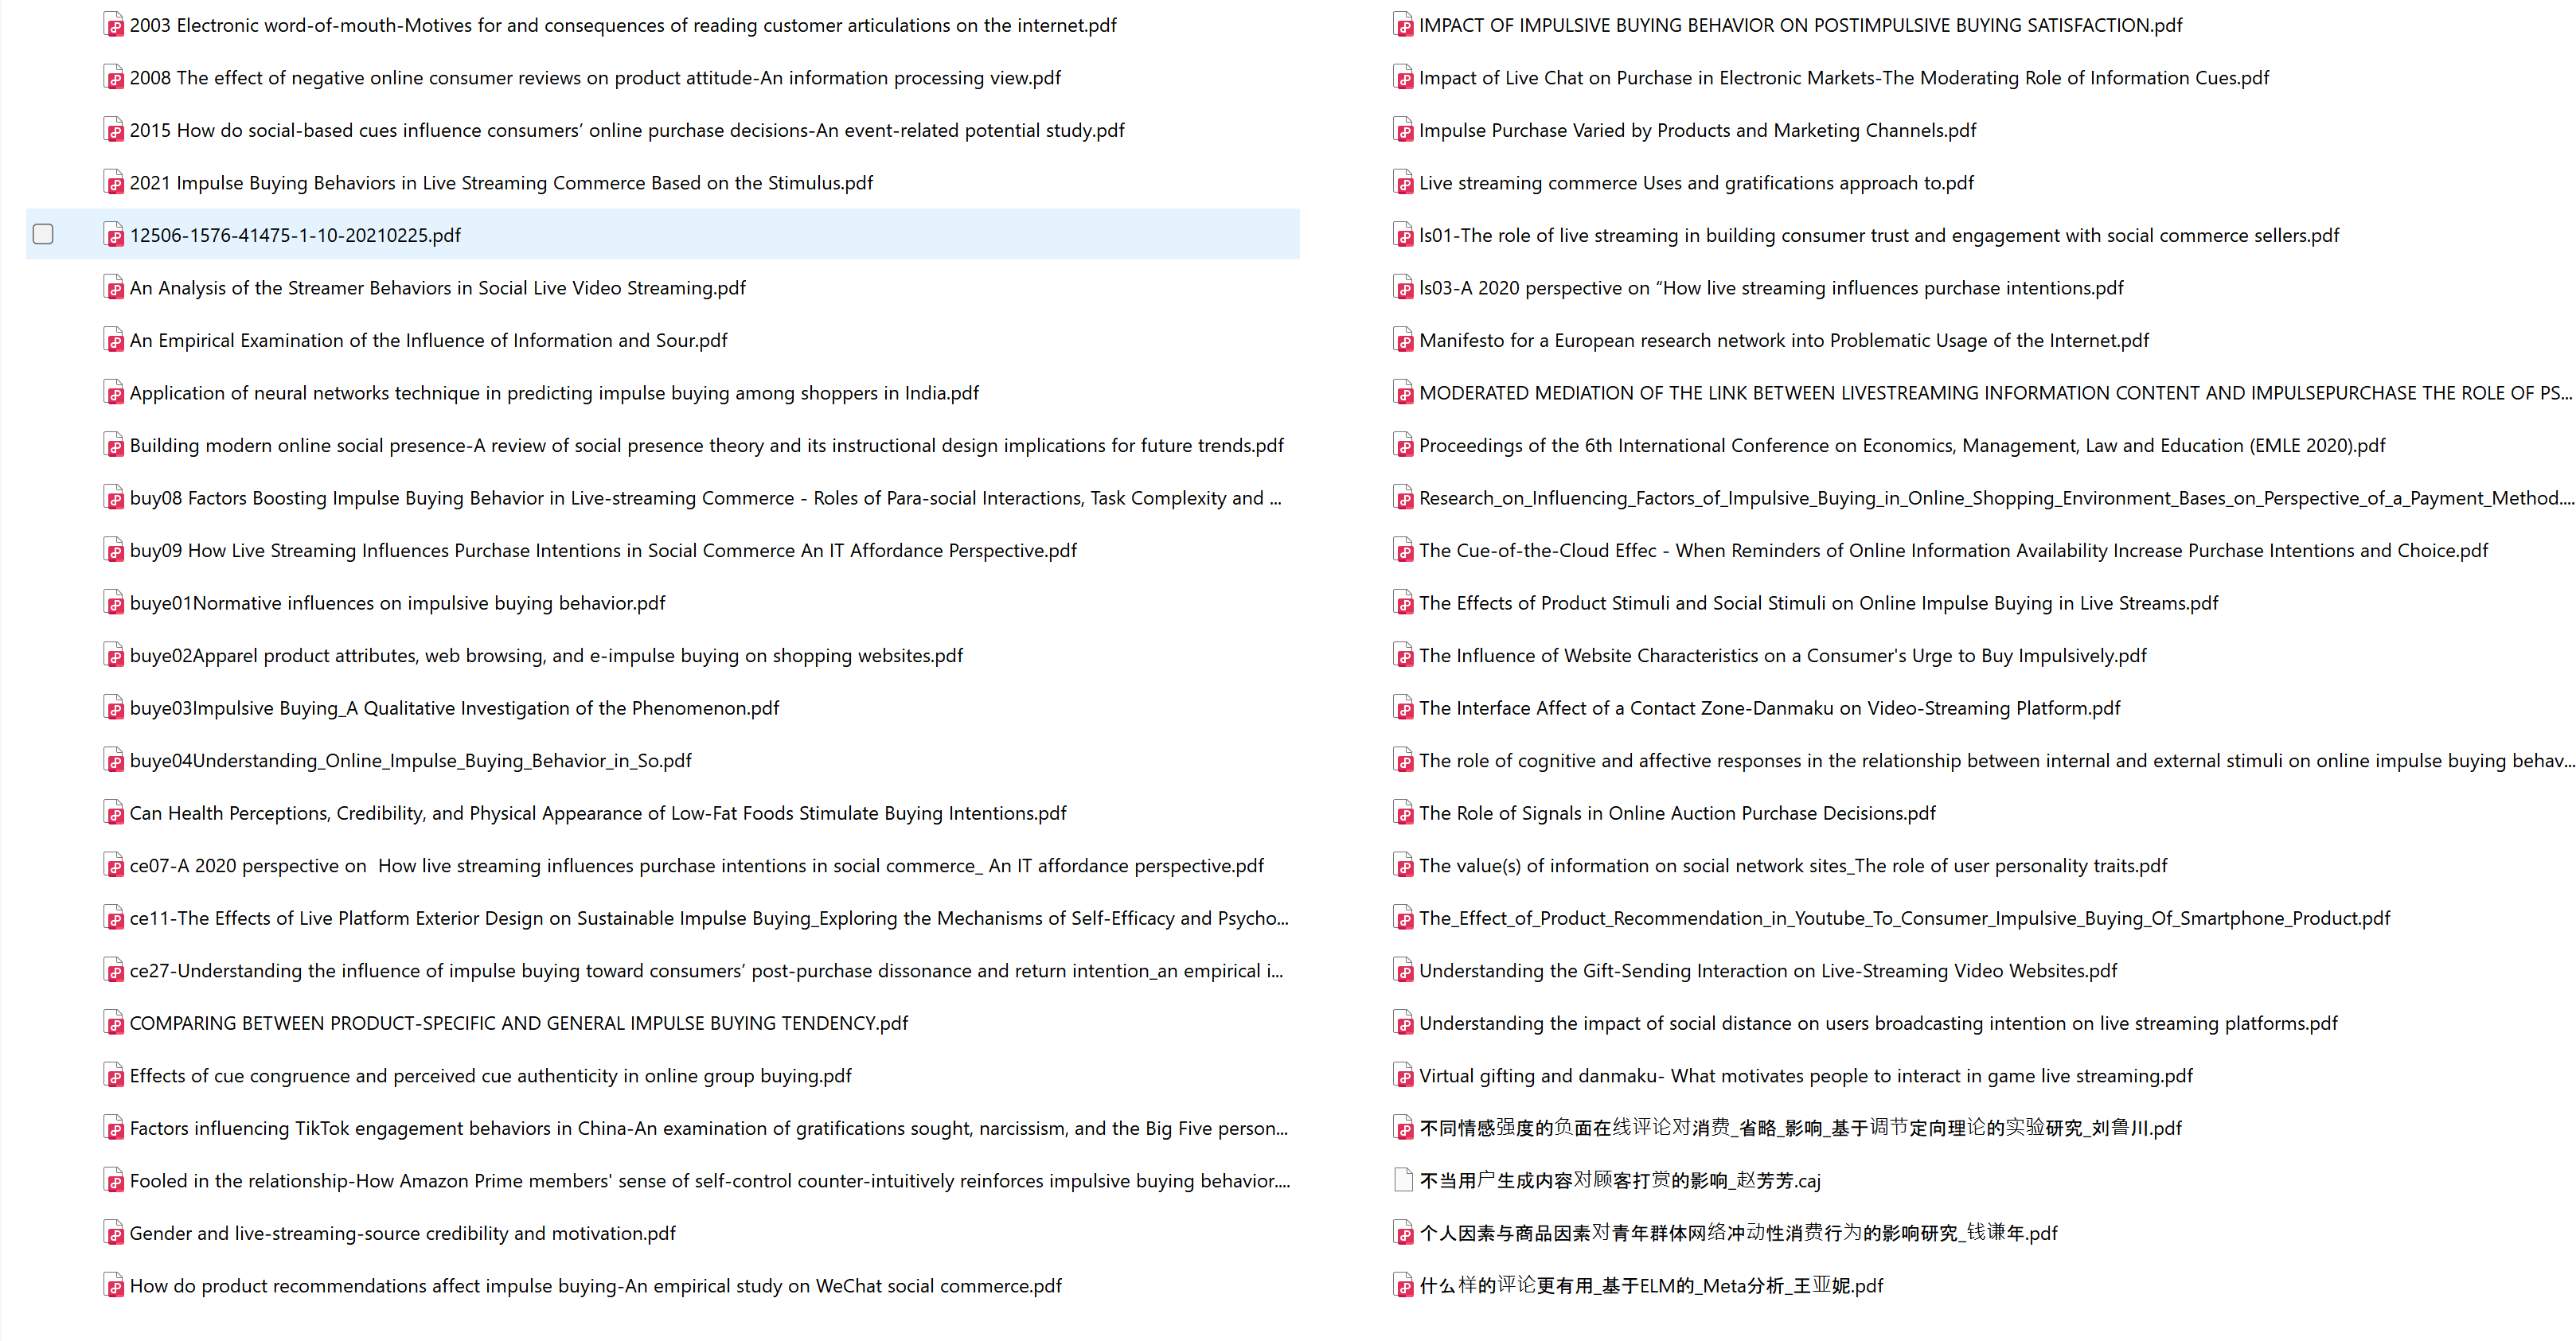 2003 Electronic word-of-mouth-Motives for and consequences of reading customer articulations on the internet.pdf
2008 The effect of negative online consumer reviews on product attitude-An information processing view.pdf
2015 How do social-based cues influence consumers’ online purchase decisions-An event-related potential study.pdf
2021 Impulse Buying Behaviors in Live Streaming Commerce Based on the Stimulus.pdf
12506-1576-41475-1-10-20210225.pdf
An Analysis of the Streamer Behaviors in Social Live Video Streaming.pdf
An Empirical Examination of the Influence of Information and Sour.pdf
Application of neural networks technique in predicting impulse buying among shoppers in India.pdf
Building modern online social presence-A review of social presence theory and its instructional design implications for future trends.pdf
buy08 Factors Boosting Impulse Buying Behavior in Live-streaming Commerce - Roles of Para-social Interactions, Task Complexity and ...
buy09 How Live Streaming Influences Purchase Intentions in Social Commerce An IT Affordance Perspective.pdf
buye01Normative influences on impulsive buying behavior.pdf
buye02Apparel product attributes, web browsing, and e-impulse buying on shopping websites.pdf
buye03Impulsive Buying_A Qualitative Investigation of the Phenomenon.pdf
buye04Understanding_Online_Impulse_Buying_Behavior_in_So.pdf
Can Health Perceptions, Credibility, and Physical Appearance of Low-Fat Foods Stimulate Buying Intentions.pdf
ce07-A 2020 perspective on  How live streaming influences purchase intentions in social commerce_ An IT affordance perspective.pdf
ce11-The Effects of Live Platform Exterior Design on Sustainable Impulse Buying_Exploring the Mechanisms of Self-Efficacy and Psycho...
ce27-Understanding the influence of impulse buying toward consumers’ post-purchase dissonance and return intention_an empirical i...
COMPARING BETWEEN PRODUCT-SPECIFIC AND GENERAL IMPULSE BUYING TENDENCY.pdf
Effects of cue congruence and perceived cue authenticity in online group buying.pdf
Factors influencing TikTok engagement behaviors in China-An examination of gratifications sought, narcissism, and the Big Five person...
Fooled in the relationship-How Amazon Prime members' sense of self-control counter-intuitively reinforces impulsive buying behavior....
Gender and live-streaming-source credibility and motivation.pdf
How do product recommendations affect impulse buying-An empirical study on WeChat social commerce.pdf
IMPACT OF IMPULSIVE BUYING BEHAVIOR ON POSTIMPULSIVE BUYING SATISFACTION.pdf
Impact of Live Chat on Purchase in Electronic Markets-The Moderating Role of Information Cues.pdf
Impulse Purchase Varied by Products and Marketing Channels.pdf
Live streaming commerce Uses and gratifications approach to.pdf
ls01-The role of live streaming in building consumer trust and engagement with social commerce sellers.pdf
ls03-A 2020 perspective on “How live streaming influences purchase intentions.pdf
Manifesto for a European research network into Problematic Usage of the Internet.pdf
MODERATED MEDIATION OF THE LINK BETWEEN LIVESTREAMING INFORMATION CONTENT AND IMPULSEPURCHASE THE ROLE OF PS...
Proceedings of the 6th International Conference on Economics, Management, Law and Education (EMLE 2020).pdf
Research_on_Influencing_Factors_of_Impulsive_Buying_in_Online_Shopping_Environment_Bases_on_Perspective_of_a_Payment_Method....
The Cue-of-the-Cloud Effec - When Reminders of Online Information Availability Increase Purchase Intentions and Choice.pdf
The Effects of Product Stimuli and Social Stimuli on Online Impulse Buying in Live Streams.pdf
The Influence of Website Characteristics on a Consumer's Urge to Buy Impulsively.pdf
The Interface Affect of a Contact Zone-Danmaku on Video-Streaming Platform.pdf
The role of cognitive and affective responses in the relationship between internal and external stimuli on online impulse buying behav...
The Role of Signals in Online Auction Purchase Decisions.pdf
The value(s) of information on social network sites_The role of user personality traits.pdf
The_Effect_of_Product_Recommendation_in_Youtube_To_Consumer_Impulsive_Buying_Of_Smartphone_Product.pdf
Understanding the Gift-Sending Interaction on Live-Streaming Video Websites.pdf
Understanding the impact of social distance on users broadcasting intention on live streaming platforms.pdf
Virtual gifting and danmaku- What motivates people to interact in game live streaming.pdf
不同情感强度的负面在线评论对消费_省略_影响_基于调节定向理论的实验研究_刘鲁川.pdf
不当用户生成内容对顾客打赏的影响_赵芳芳.caj
个人因素与商品因素对青年群体网络冲动性消费行为的影响研究_钱谦年.pdf
什么样的评论更有用_基于ELM的_Meta分析_王亚妮.pdf